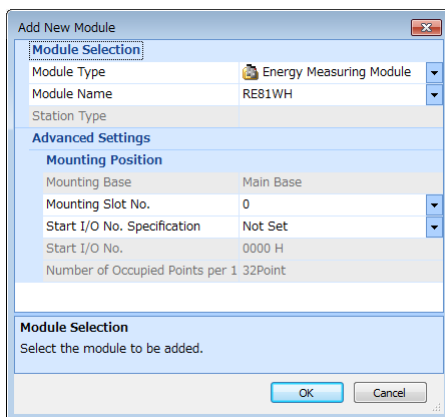 Add New Module
Module Selection
Module Type Energy Measuring Module
Module Name RE81WH
Station Type
Advanced Settings
Mounting Position
Mounting Base Main Base
Mounting Slot No. 0
Start I/O No. Specification Not Set
Start I/O No. 0000 H
Number of Occupied Points per 1 32Point
Module Selection
Select the module to be added.
OK Cancel